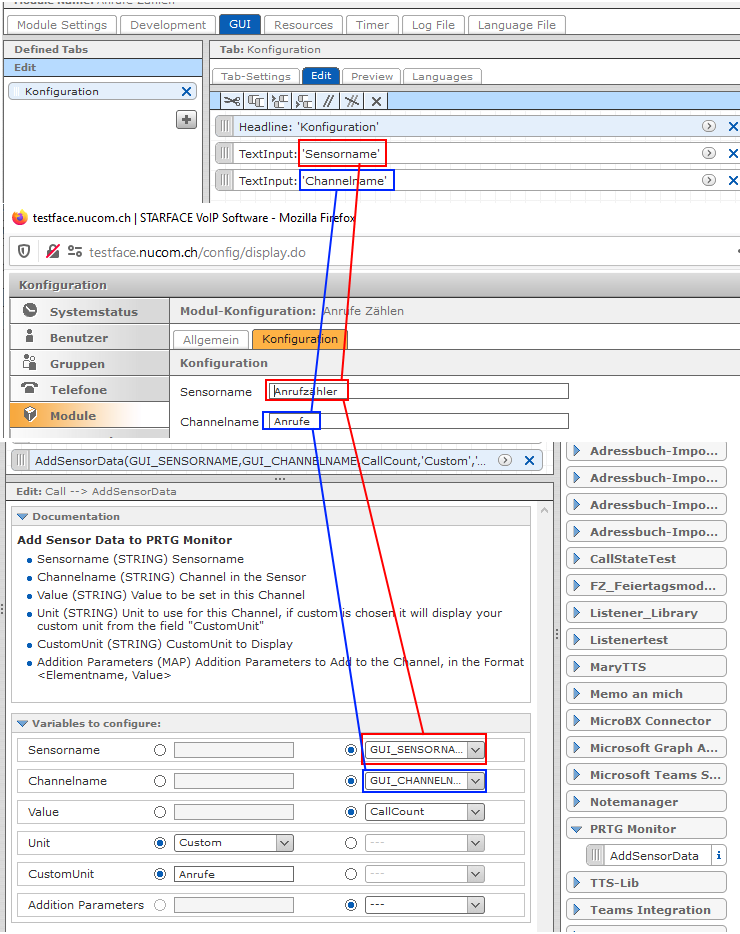 Module Name: Anrufe Zählen
Module Settings
Development
GUI
Resources
Timer
Log File
Language File
Defined Tabs
Edit
Konfiguration
Tab: Konfiguration
Tab-Settings
Edit
Preview
Languages
Headline: 'Konfiguration'
TextInput: 'Sensorname'
TextInput: 'Channelname'
testface.nucom.ch | STARFACE VoIP Software - Mozilla Firefox
testface.nucom.ch/config/display.do
Konfiguration
Systemstatus
Benutzer
Gruppen
Telefone
Module
Modul-Konfiguration: Anrufe Zählen
Allgemein
Konfiguration
Konfiguration
Sensorname
Anrufzähler
Channelname
Anrufe
AddSensorData(GUI_SENSORNAME,GUI_CHANNELNAME,CallCount,'Custom','...
Edit: Call --> AddSensorData
Documentation
Add Sensor Data to PRTG Monitor
Sensorname (STRING) Sensorname
Channelname (STRING) Channel in the Sensor
Value (STRING) Value to be set in this Channel
Unit (STRING) Unit to use for this Channel, if custom is chosen it will display your
custom unit from the field "CustomUnit"
CustomUnit (STRING) CustomUnit to Display
Addition Parameters (MAP) Addition Parameters to Add to the Channel, in the Format
<Elementname, Value>
Variables to configure:
Sensorname
GUI_SENSORNA...
Channelname
GUI_CHANNELN...
Value
CallCount
Unit
Custom
---
CustomUnit
Anrufe
---
Addition Parameters
---
Adressbuch-Impo...
Adressbuch-Impo...
Adressbuch-Impo...
Adressbuch-Impo...
CallStateTest
FZ_Feiertagsmod...
Listener_Library
Listenertest
MaryTTS
Memo an mich
MicroBX Connector
Microsoft Graph A...
Microsoft Teams S...
Notemanager
PRTG Monitor
AddSensorData
i
TTS-Lib
Teams Integration